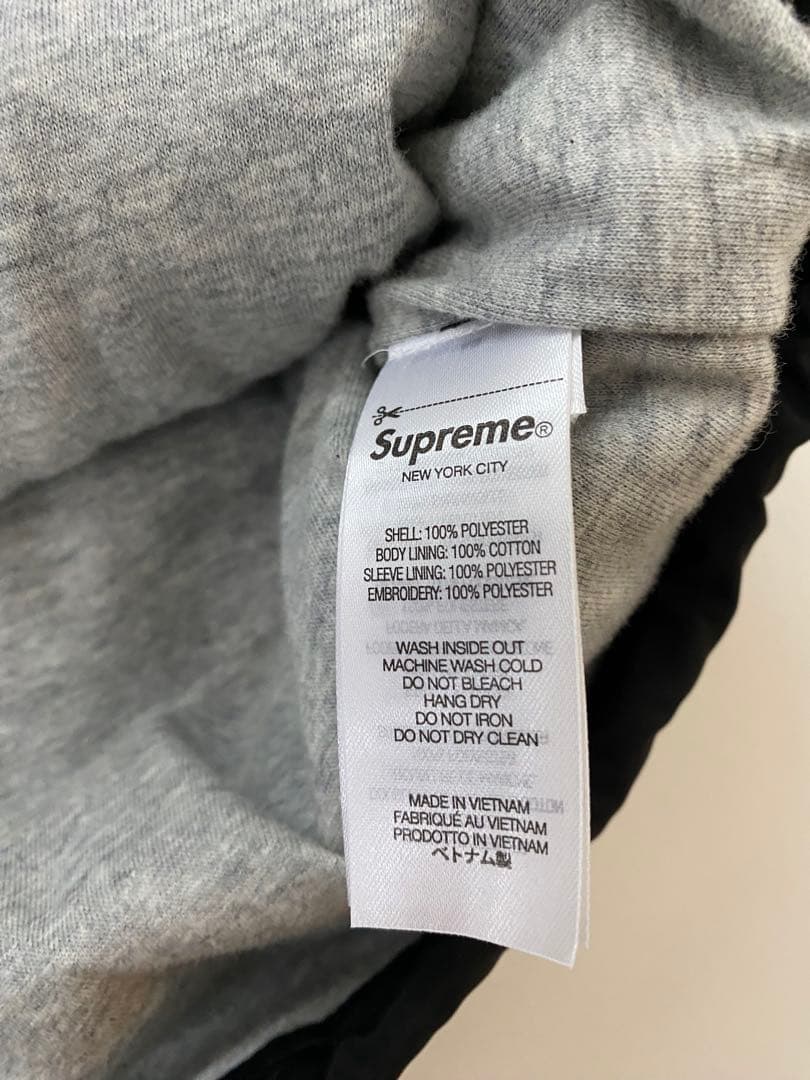 Supreme®
NEW YORK CITY
SHELL: 100% POLYESTER
BODY LINING: 100% COTTON
SLEEVE LINING: 100% POLYESTER
EMBROIDERY: 100% POLYESTER
WASH INSIDE OUT
MACHINE WASH COLD
DO NOT BLEACH
HANG DRY
DO NOT IRON
DO NOT DRY CLEAN
MADE IN VIETNAM
FABRIQUÉ AU VIETNAM
PRODOTTO IN VIETNAM
ベトナム製